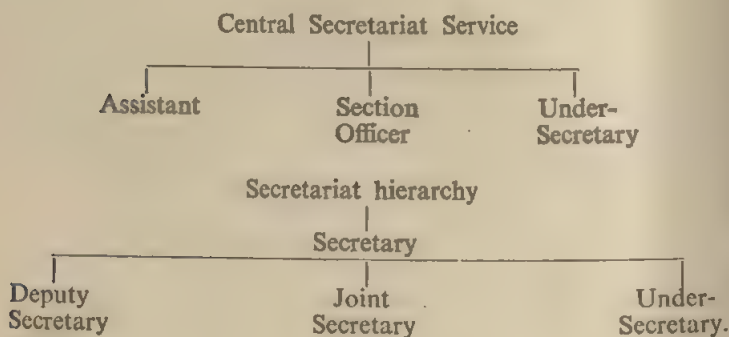 Central Secretariat Service
Assistant Section Under-
Officer Secretary
Secretariat hierarchy
Secretary
Deputy Joint Under-
Secretary Secretary Secretary.